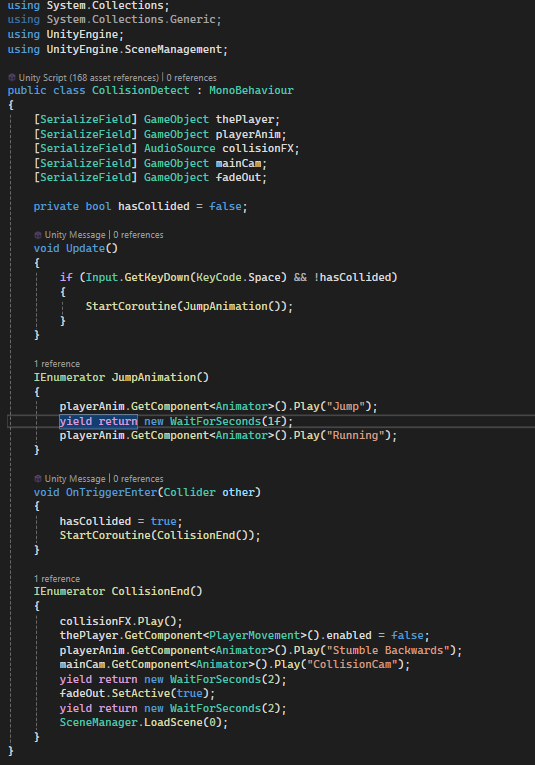 using System.Collections;
using System.Collections.Generic;
using UnityEngine;
using UnityEngine.SceneManagement;
Unity Script (168 asset references) | 0 references
public class CollisionDetect : MonoBehaviour
{
[SerializeField] GameObject thePlayer;
[SerializeField] GameObject playerAnim;
[SerializeField] AudioSource collisionFX;
[SerializeField] GameObject mainCam;
[SerializeField] GameObject fadeOut;
private bool hasCollided = false;
Unity Message | 0 references
void Update()
{
if (Input.GetKeyDown(KeyCode.Space) && !hasCollided)
{
StartCoroutine(JumpAnimation());
}
}
1 reference
IEnumerator JumpAnimation()
{
playerAnim.GetComponent<Animator>().Play("Jump");
yield return new WaitForSeconds(1f);
playerAnim.GetComponent<Animator>().Play("Running");
}
Unity Message | 0 references
void OnTriggerEnter(Collider other)
{
hasCollided = true;
StartCoroutine(CollisionEnd());
}
1 reference
IEnumerator CollisionEnd()
{
collisionFX.Play();
thePlayer.GetComponent<PlayerMovement>().enabled = false;
playerAnim.GetComponent<Animator>().Play("Stumble Backwards");
mainCam.GetComponent<Animator>().Play("CollisionCam");
yield return new WaitForSeconds(2);
fadeOut.SetActive(true);
yield return new WaitForSeconds(2);
SceneManager.LoadScene(0);
}
}